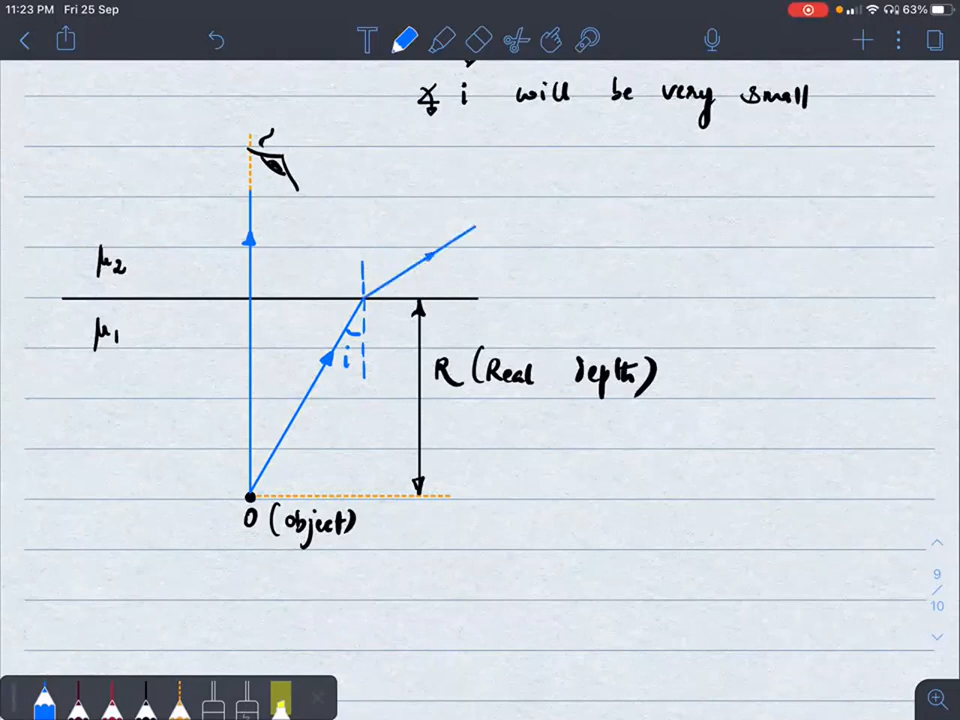 11:23 PM Fri 25 Sep
63%
T
∡ i will be very small
μ2
μ1
i
R (Real depth)
O (object)
9
/
10